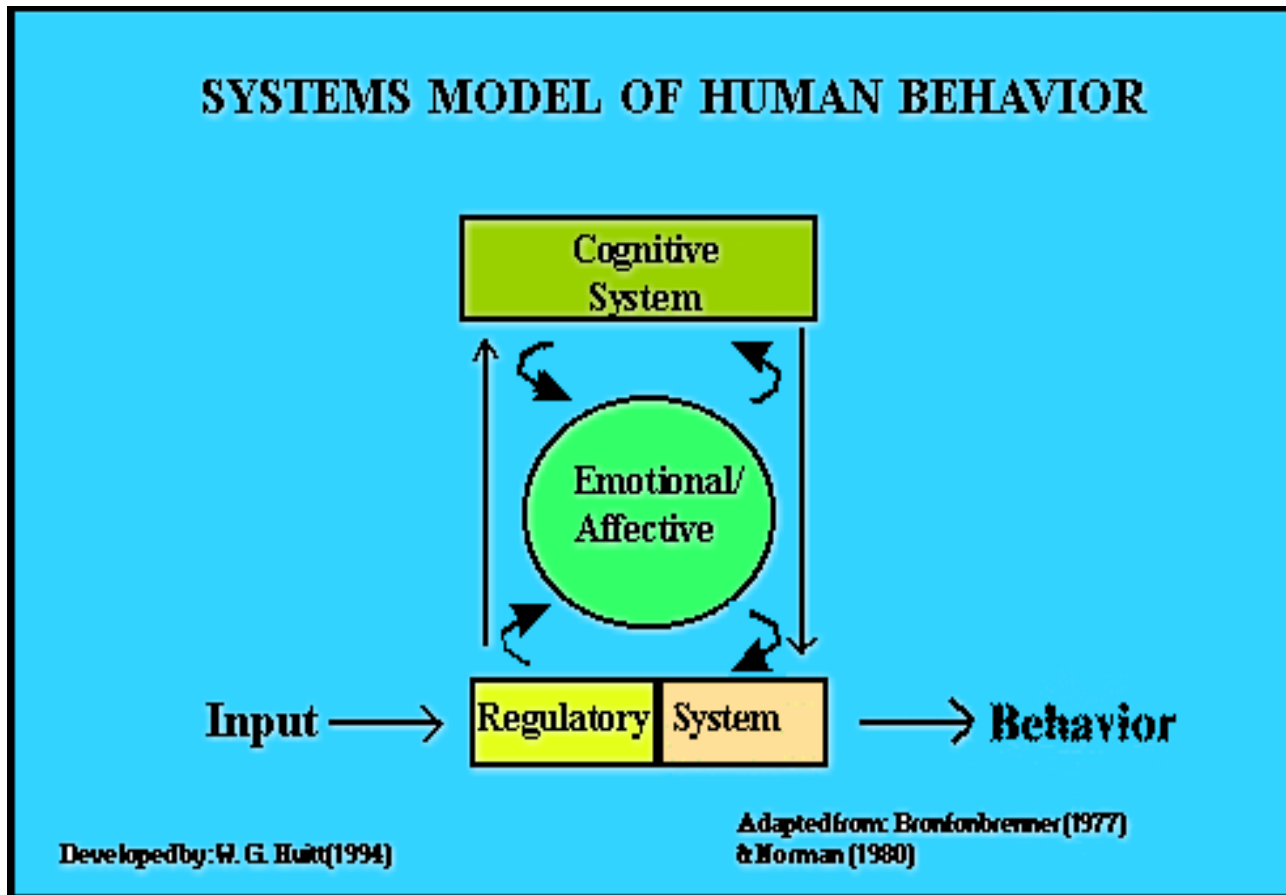 SYSTEMS MODEL OF HUMAN BEHAVIOR
Cognitive
System
Emotional/
Affective
Input
Regulatory System
Behavior
Developed by: W. G. Huitt (1994)
Adapted from: Bronfonbrenner (1977)
& Norman (1980)